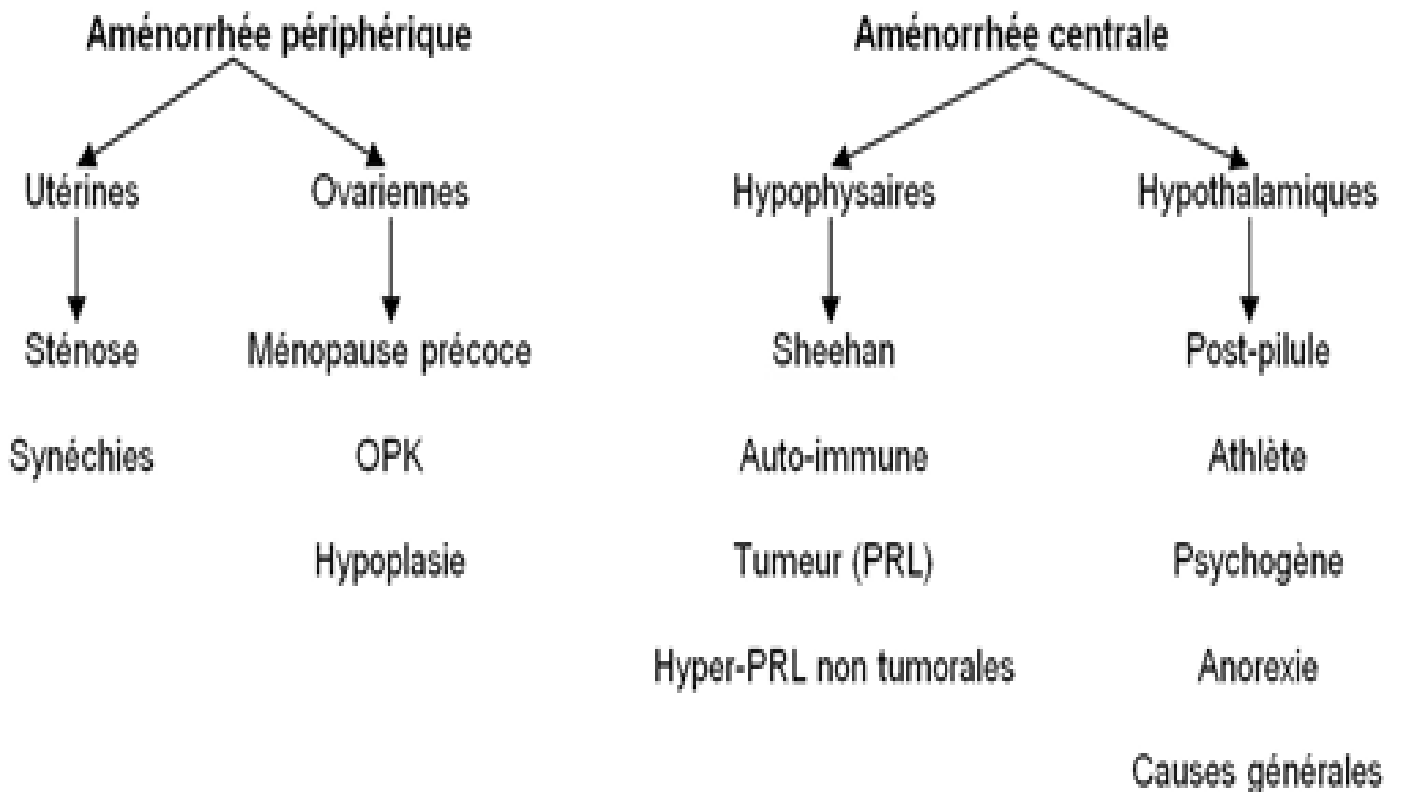 Aménorrhée périphérique
Aménorrhée centrale
Utérines
Ovariennes
Hypophysaires
Hypothalamiques
Sténose
Ménopause précoce
Sheehan
Post-pilule
Synéchies
OPK
Auto-immune
Athlète
Hypoplasie
Tumeur (PRL)
Psychogène
Hyper-PRL non tumorales
Anorexie
Causes générales